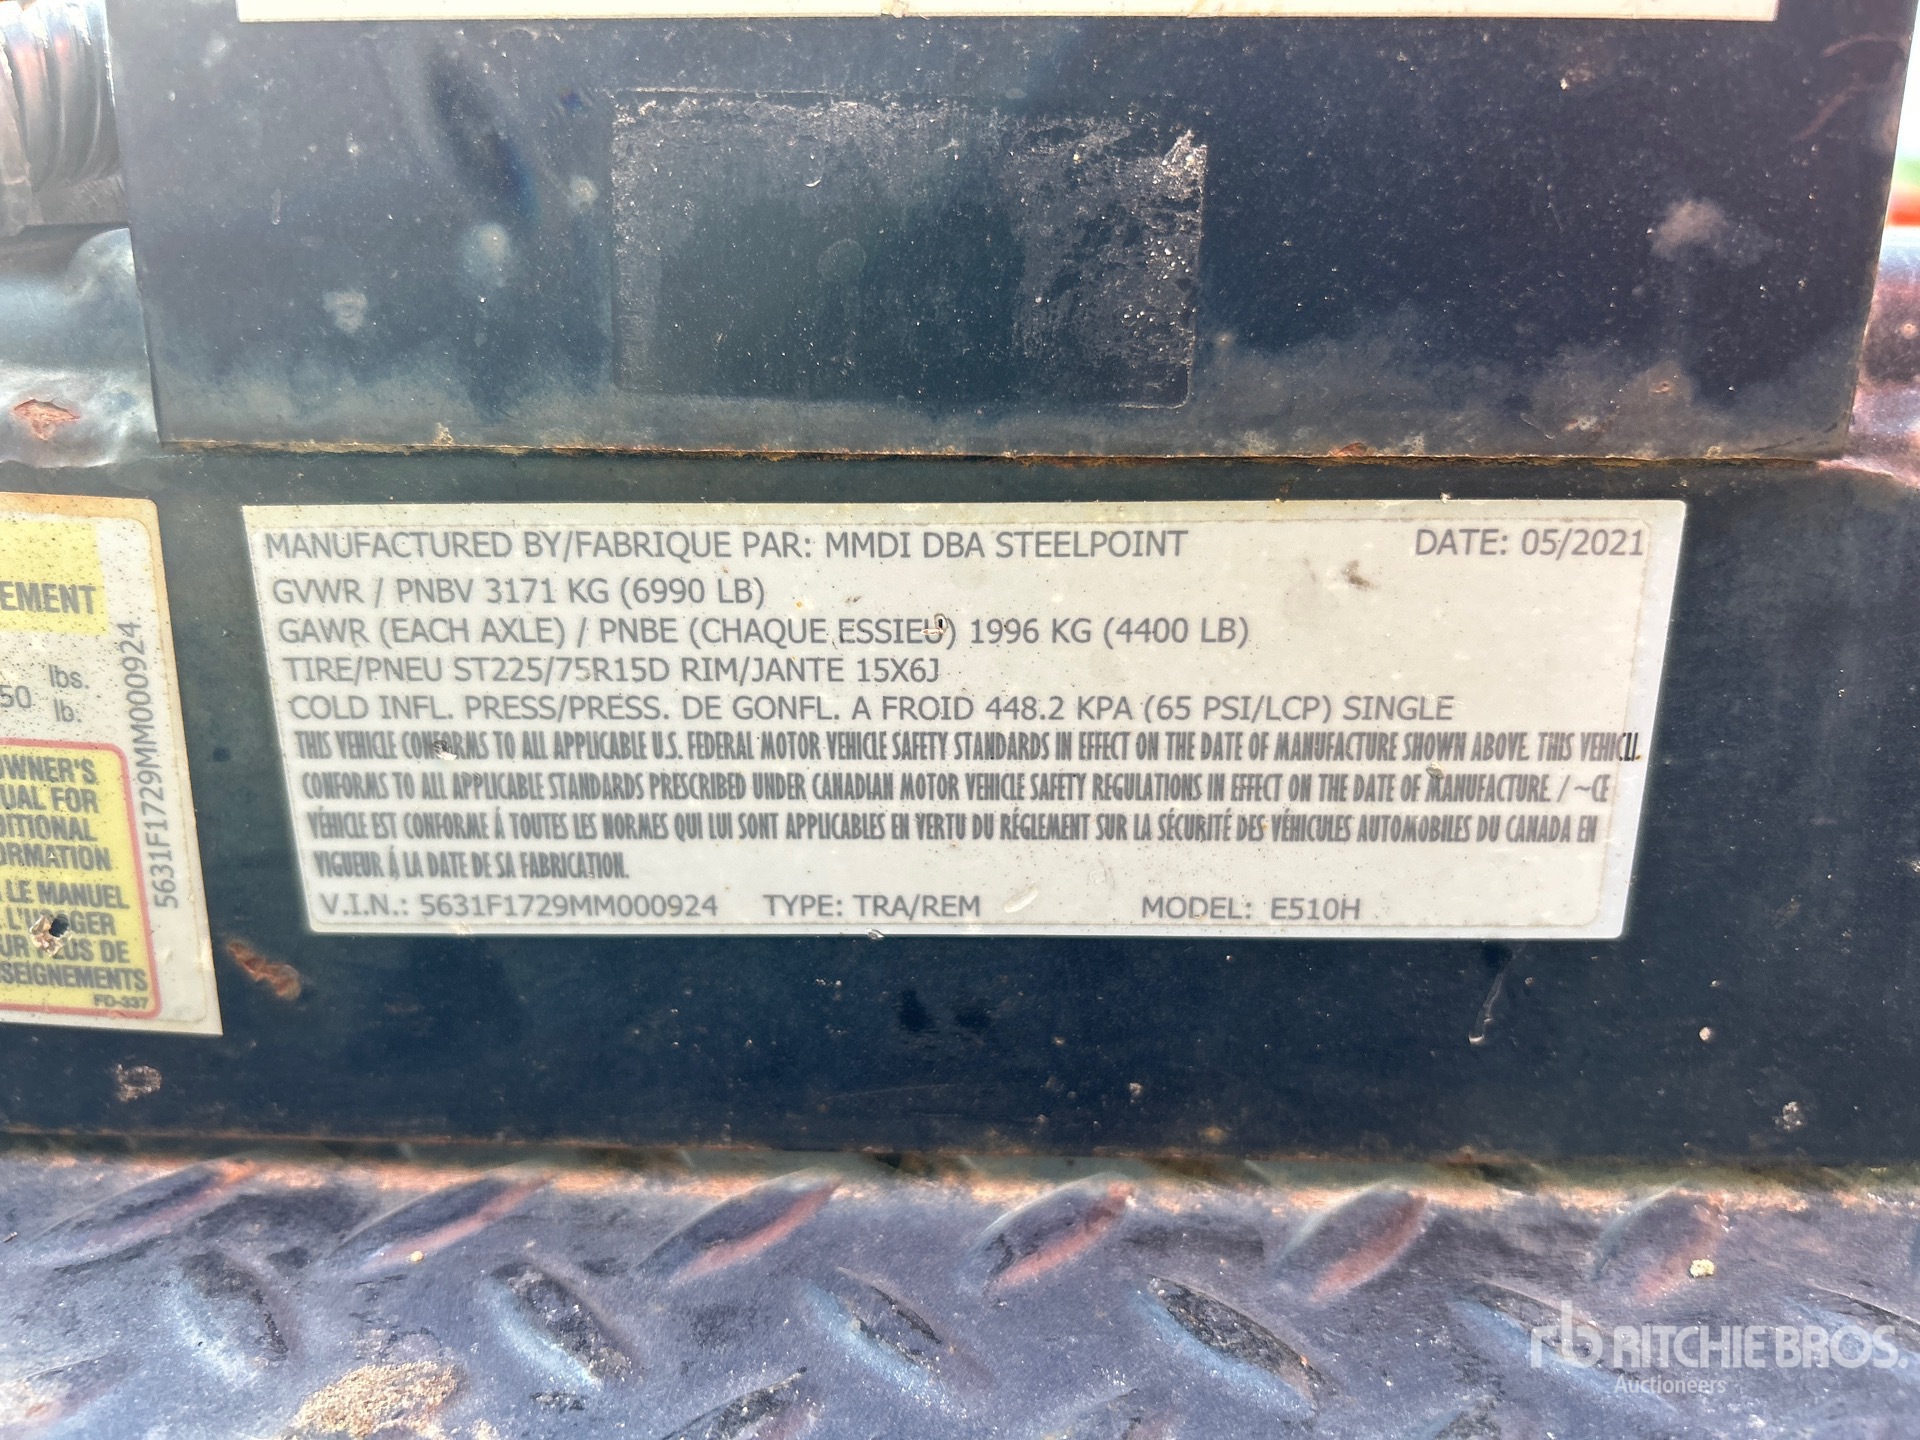 MANUFACTURED BY/FABRIQUE PAR: MMDI DBA STEELPOINT DATE: 05/2021
GVWR / PNBV 3171 KG (6990 LB)
GAWR (EACH AXLE) / PNBE (CHAQUE ESSIEU) 1996 KG (4400 LB)
TIRE/PNEU ST225/75R15D RIM/JANTE 15X6J
COLD INFL. PRESS/PRESS. DE GONFL. A FROID 448.2 KPA (65 PSI/LCP) SINGLE
THIS VEHICLE CONFORMS TO ALL APPLICABLE U.S. FEDERAL MOTOR VEHICLE SAFETY STANDARDS IN EFFECT ON THE DATE OF MANUFACTURE SHOWN ABOVE. THIS VEHICLE
CONFORMS TO ALL APPLICABLE STANDARDS PRESCRIBED UNDER CANADIAN MOTOR VEHICLE SAFETY REGULATIONS IN EFFECT ON THE DATE OF MANUFACTURE. / ~CE
VÉHICLE EST CONFORME Á TOUTES LES NORMES QUI LUI SONT APPLICABLES EN VERTU DU RÉGLEMENT SUR LA SÉCURITÉ DES VÉHICULES AUTOMOBILES DU CANADA EN
VIGUEUR Á LA DATE DE SA FABRICATION.
V.I.N.: 5631F1729MM000924 TYPE: TRA/REM MODEL: E510H
EMENT
lbs.
50 lb.
OWNER'S
UAL FOR
DITIONAL
ORMATION
LE MANUEL
L'USAGER
UR PLUS DE
SEIGNEMENTS
FO-337
5631F1729MM000924
rb RITCHIE BROS.
Auctioneers